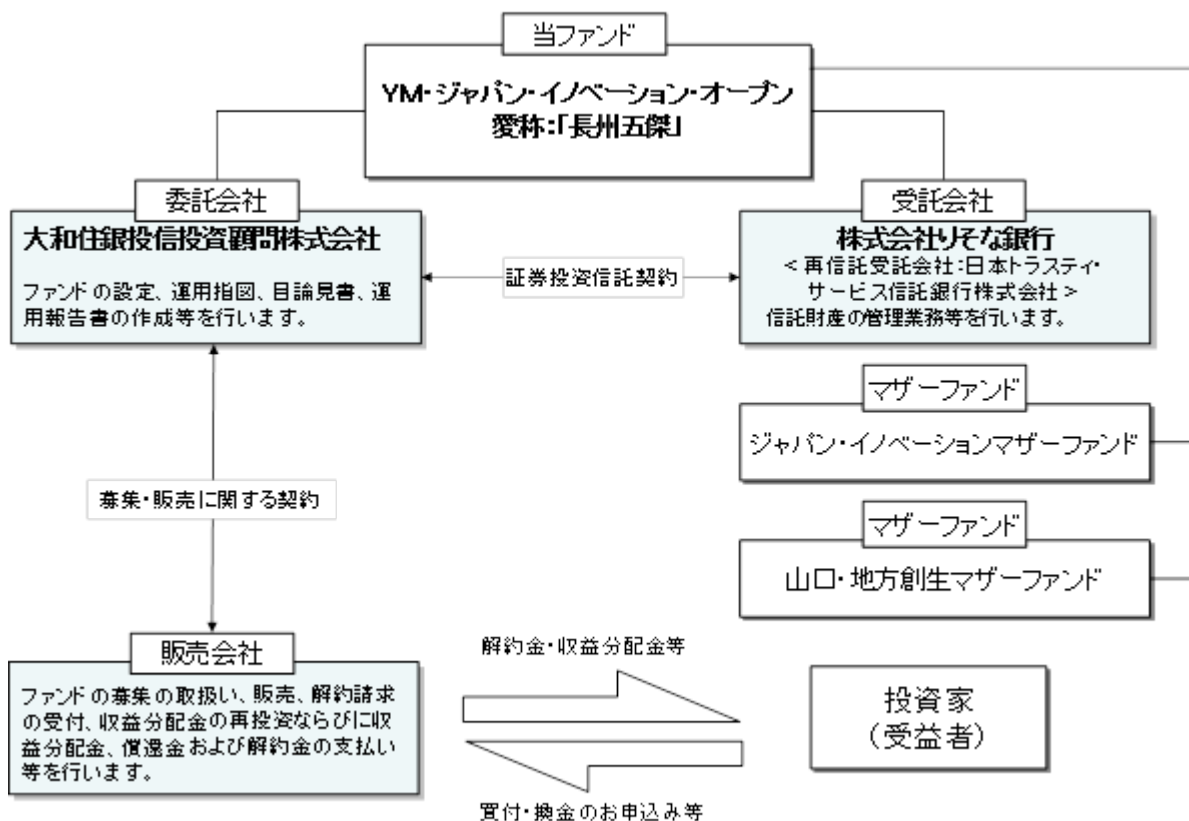 当ファンド
YM・ジャパン・イノベーション・オープン
愛称:「長州五傑」
委託会社
大和住銀投信投資顧問株式会社
ファンドの設定、運用指図、目論見書、運
用報告書の作成等を行います。
証券投資信託契約
受託会社
株式会社りそな銀行
<再信託受託会社:日本トラスティ・
サービス信託銀行株式会社>
信託財産の管理業務等を行います。
マザーファンド
ジャパン・イノベーションマザーファンド
募集・販売に関する契約
マザーファンド
山口・地方創生マザーファンド
販売会社
ファンドの募集の取扱い、販売、解約請求
の受付、収益分配金の再投資ならびに収
益分配金、償還金および解約金の支払い
等を行います。
解約金・収益分配金等
買付・換金のお申込み等
投資家
(受益者)